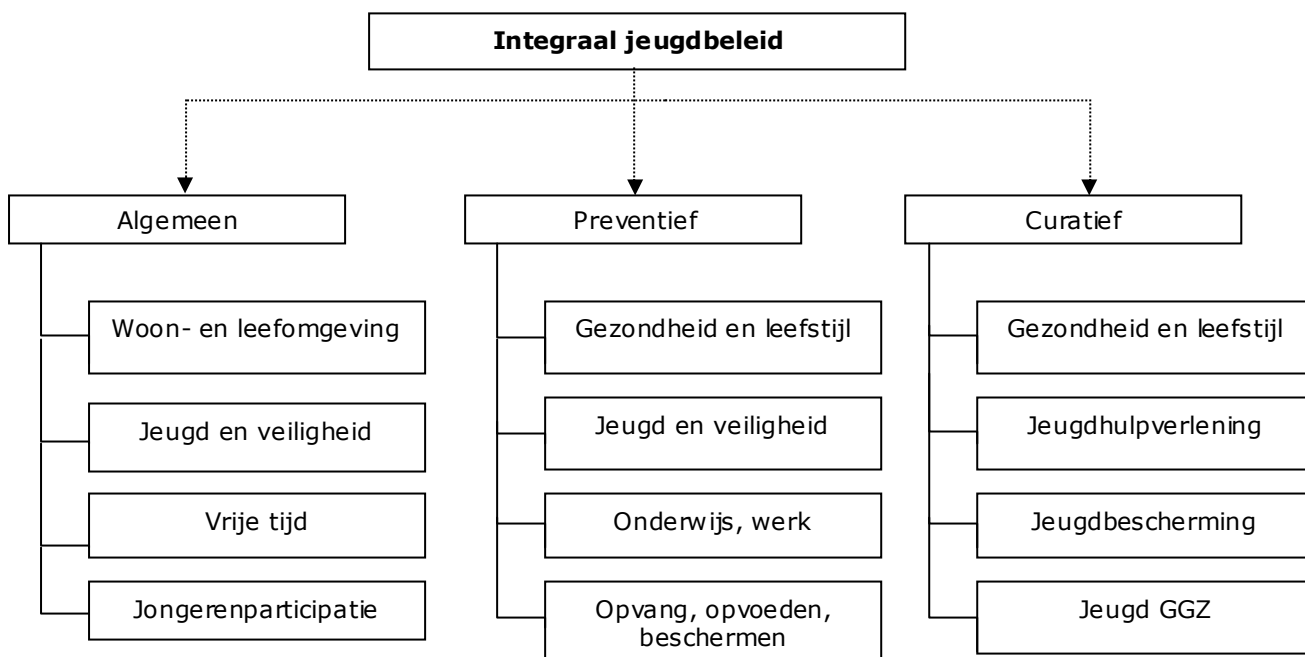 Integraal jeugdbeleid
Algemeen
Woon- en leefomgeving
Jeugd en veiligheid
Vrije tijd
Jongerenparticipatie
Preventief
Gezondheid en leefstijl
Jeugd en veiligheid
Onderwijs, werk
Opvang, opvoeden,
beschermen
Curatief
Gezondheid en leefstijl
Jeugdhulpverlening
Jeugdbescherming
Jeugd GGZ